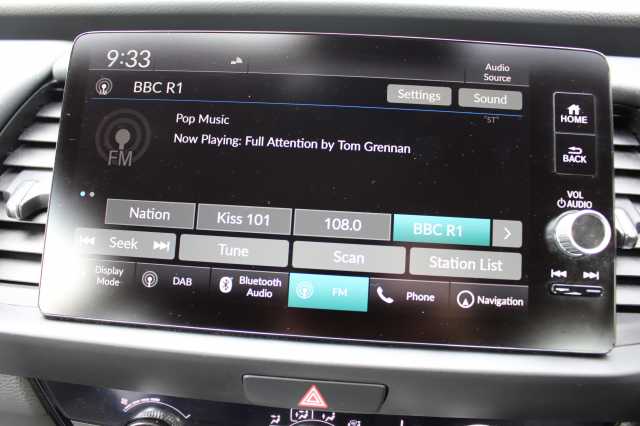 9:33
Audio
Source
BBC R1
Settings
Sound
Pop Music
"ST"
Now Playing: Full Attention by Tom Grennan
FM
HOME
BACK
VOL
AUDIO
Nation
Kiss 101
108.0
BBC R1
Seek
Tune
Scan
Station List
Display
Mode
DAB
Bluetooth
Audio
FM
Phone
Navigation